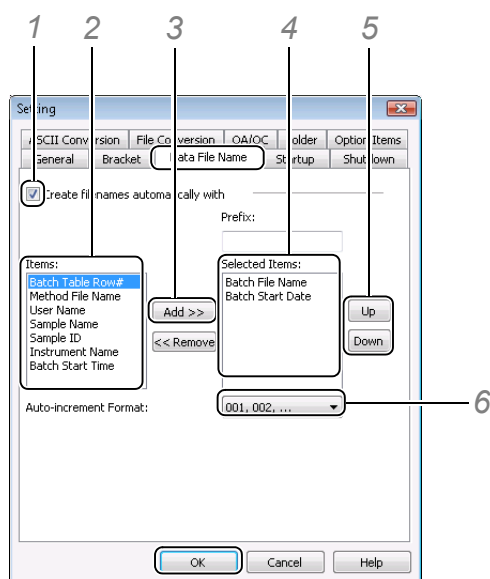 1 2 3 4 5
Setting
ASCII Conversion File Conversion QA/QC Folder Option Items
General Bracket Data File Name Startup Shutdown
Create filenames automatically with
Prefix:
Items: Selected Items:
Batch Table Row# Batch File Name
Method File Name Batch Start Date
User Name Add >> Up
Sample Name
Sample ID << Remove Down
Instrument Name
Batch Start Time
Auto-increment Format: 001, 002, ... 6
OK Cancel Help